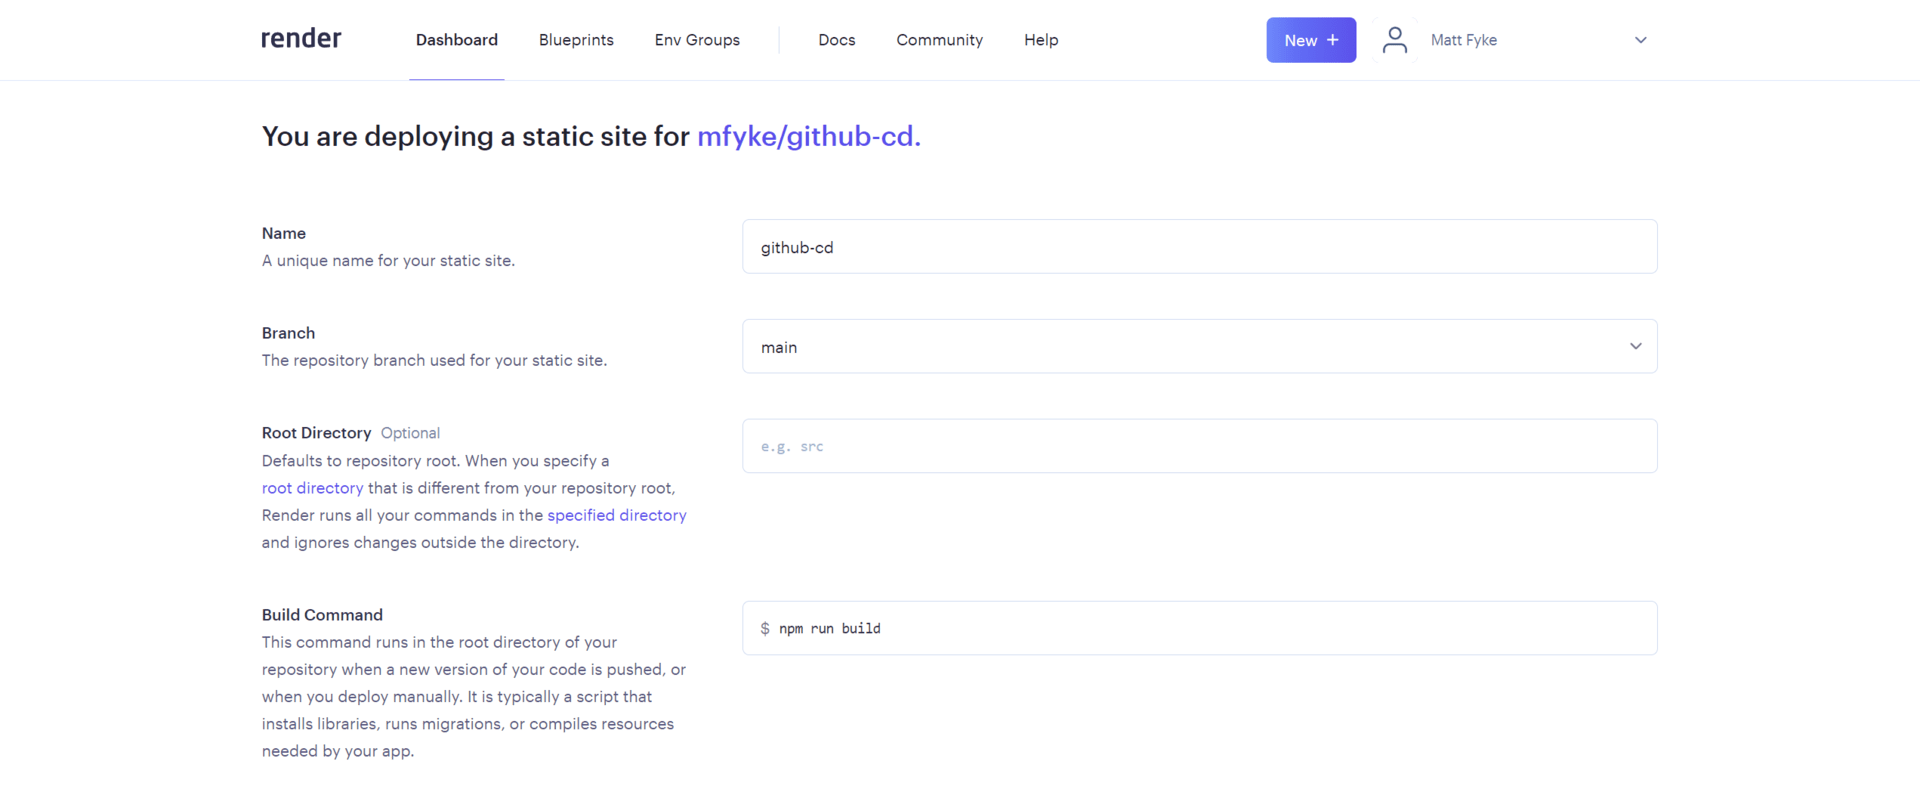 render Dashboard Blueprints Env Groups Docs Community Help New + Matt Fyke
You are deploying a static site for mfyke/github-cd.
Name
A unique name for your static site.
github-cd
Branch
The repository branch used for your static site.
main
Root Directory Optional
Defaults to repository root. When you specify a
root directory that is different from your repository root,
Render runs all your commands in the specified directory
and ignores changes outside the directory.
e.g. src
Build Command
This command runs in the root directory of your
repository when a new version of your code is pushed, or
when you deploy manually. It is typically a script that
installs libraries, runs migrations, or compiles resources
needed by your app.
$ npm run build